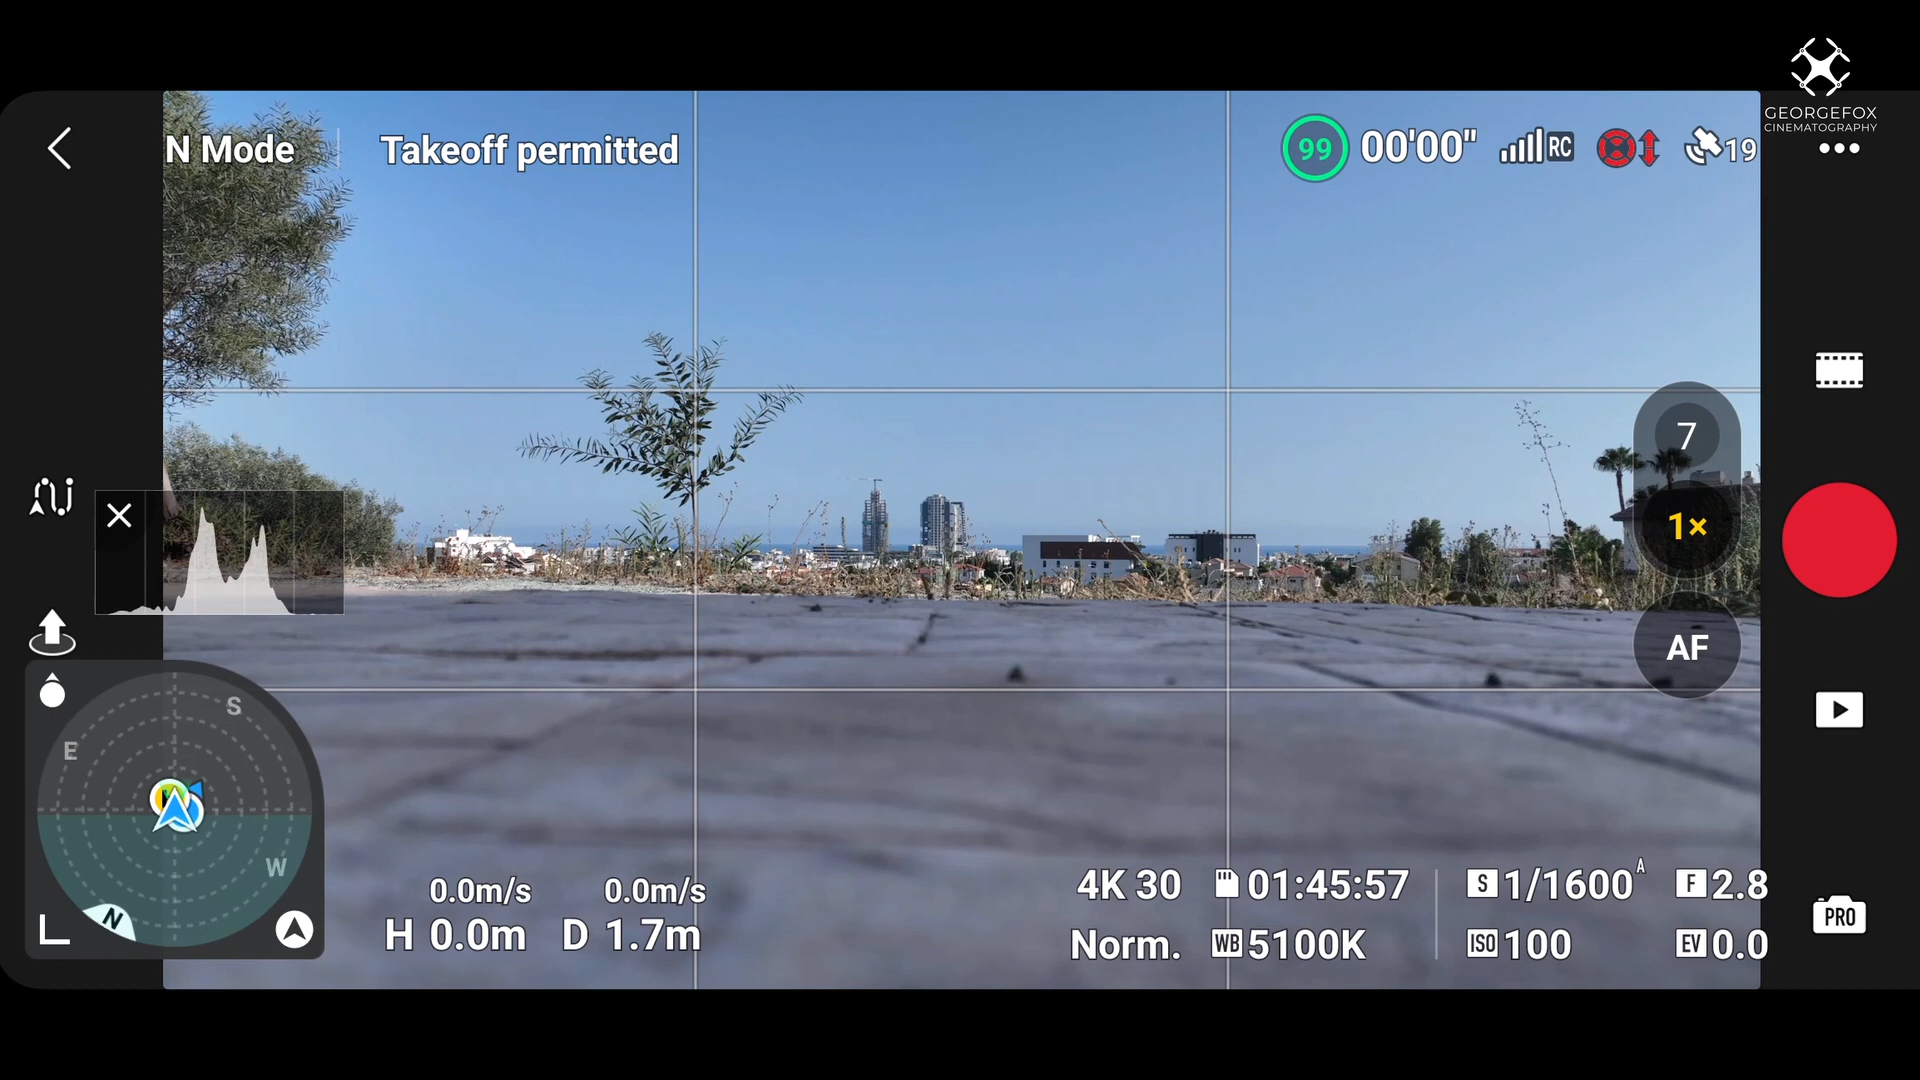 GEORGEFOX
CINEMATOGRAPHY
N Mode
Takeoff permitted
99
00'00"
RC
19
7
1×
AF
S
E
W
N
0.0m/s
0.0m/s
H 0.0m
D 1.7m
4K 30
01:45:57
S 1/1600 A
F 2.8
Norm.
WB 5100K
ISO 100
EV 0.0
PRO